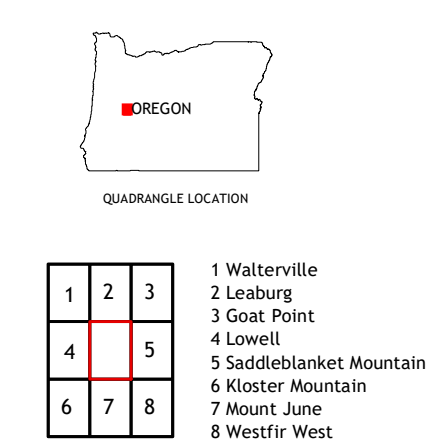 OREGON
QUADRANGLE LOCATION
1 2 3
4 5
6 7 8
1 Walterville
2 Leaburg
3 Goat Point
4 Lowell
5 Saddleblanket Mountain
6 Kloster Mountain
7 Mount June
8 Westfir West